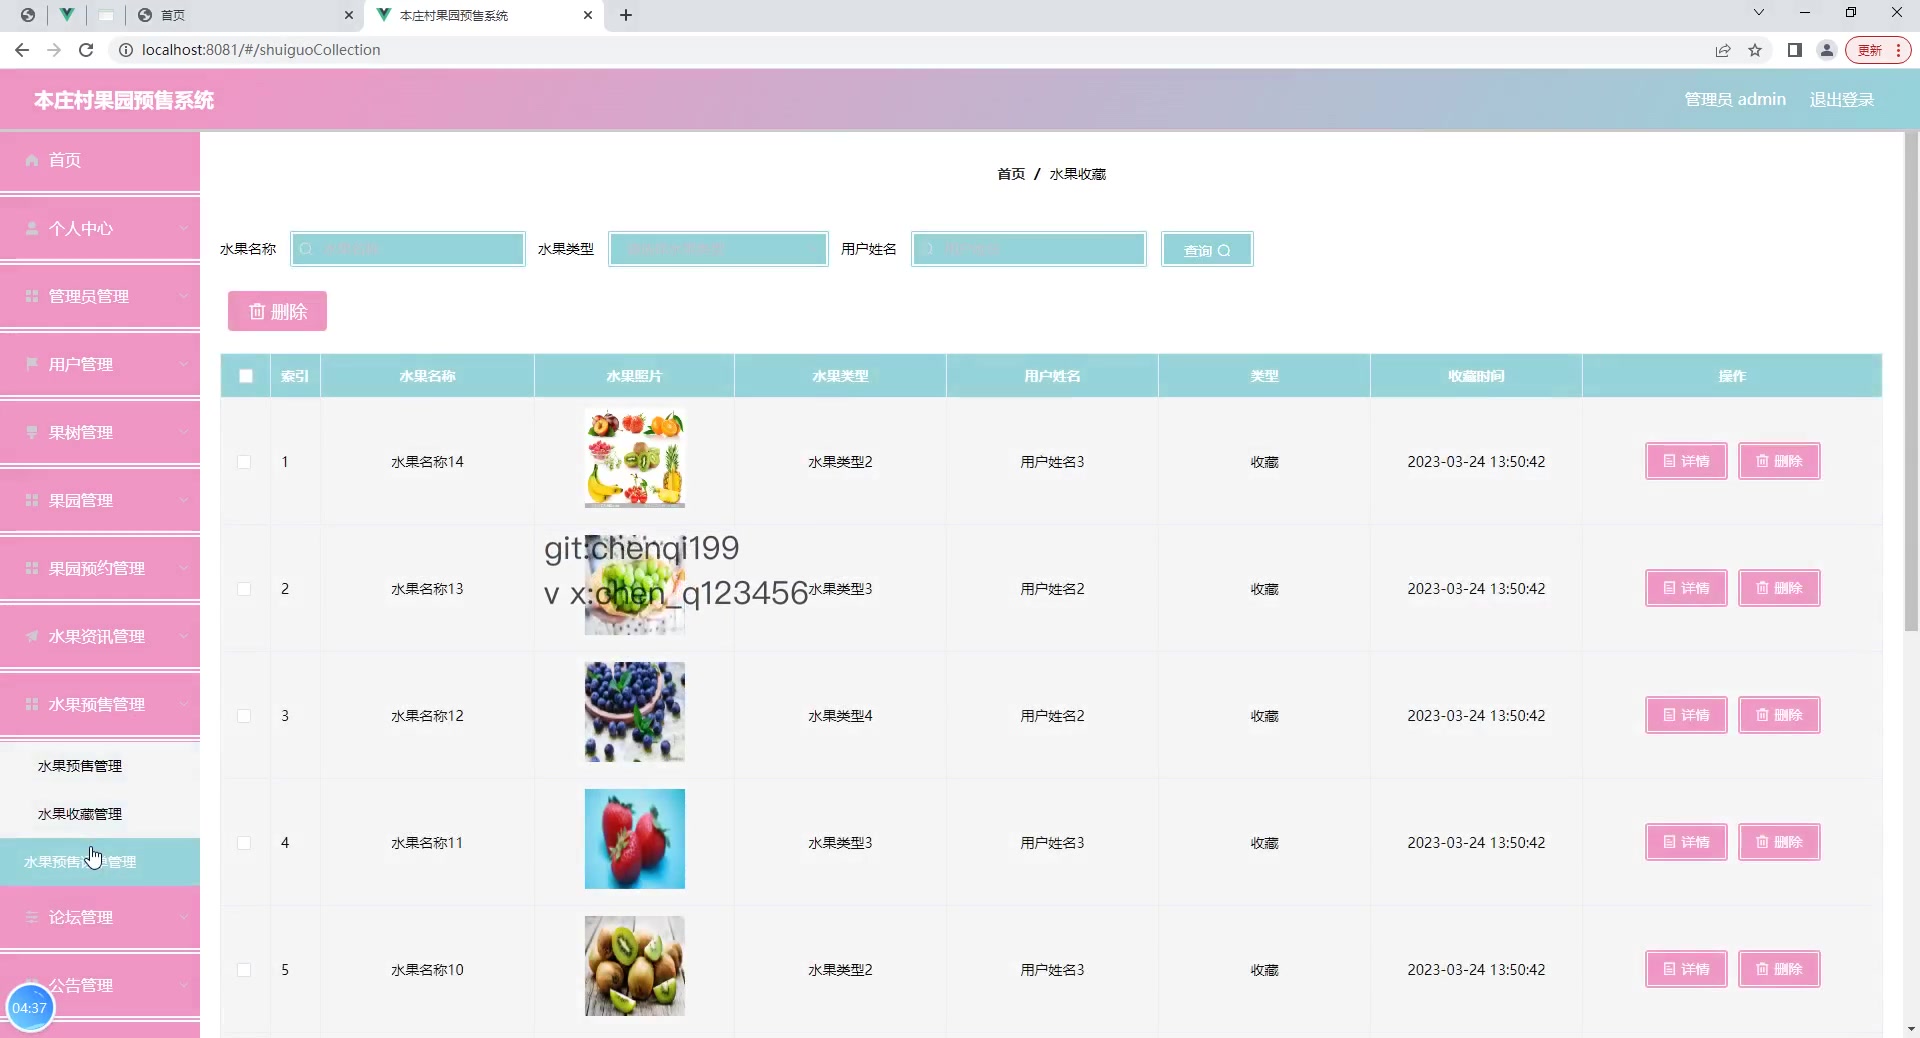 首页
本庄村果园预售系统
localhost:8081/#/shuiguoCollection
更新
本庄村果园预售系统
管理员 admin
退出登录
首页
个人中心
管理员管理
用户管理
果树管理
果园管理
果园预约管理
水果资讯管理
水果预售管理
水果预售管理
水果收藏管理
论坛管理
公告管理
04:37
首页 / 水果收藏
水果名称
水果类型
用户姓名
查询
删除
索引 水果名称 水果照片 水果类型 用户姓名 类型 收藏时间 操作
1 水果名称14 水果类型2 用户姓名3 收藏 2023-03-24 13:50:42 详情 删除
git:chenqi199
v x:chen_q123456
2 水果名称13 水果类型3 用户姓名2 收藏 2023-03-24 13:50:42 详情 删除
3 水果名称12 水果类型4 用户姓名2 收藏 2023-03-24 13:50:42 详情 删除
4 水果名称11 水果类型3 用户姓名3 收藏 2023-03-24 13:50:42 详情 删除
5 水果名称10 水果类型2 用户姓名3 收藏 2023-03-24 13:50:42 详情 删除